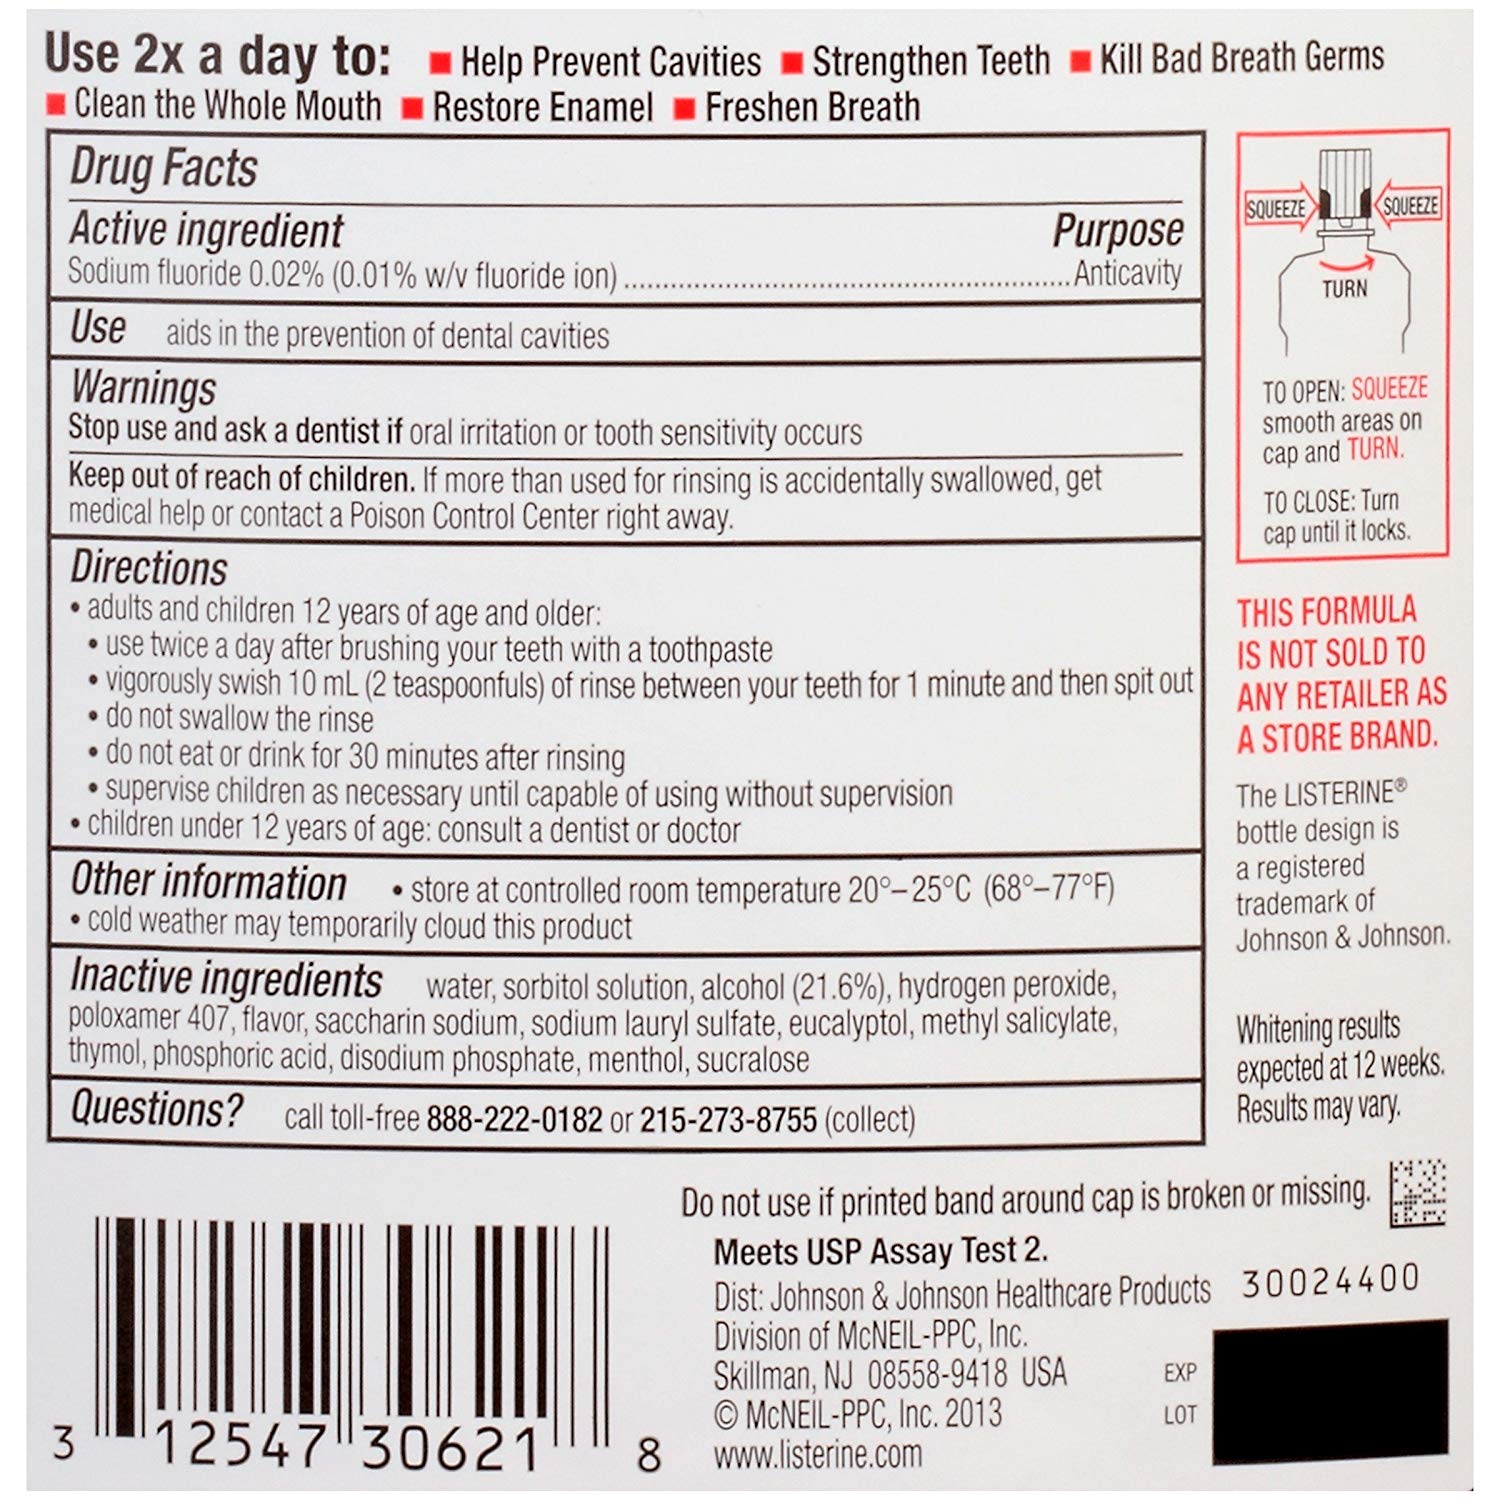 Use 2x a day to: ■ Help Prevent Cavities ■ Strengthen Teeth ■ Kill Bad Breath Germs
■ Clean the Whole Mouth ■ Restore Enamel ■ Freshen Breath
Drug Facts
Active ingredient Purpose
Sodium fluoride 0.02% (0.01% w/v fluoride ion) ........ Anticavity
Use aids in the prevention of dental cavities
Warnings
Stop use and ask a dentist if oral irritation or tooth sensitivity occurs
Keep out of reach of children. If more than used for rinsing is accidentally swallowed, get
medical help or contact a Poison Control Center right away.
Directions
• adults and children 12 years of age and older:
• use twice a day after brushing your teeth with a toothpaste
• vigorously swish 10 mL (2 teaspoonfuls) of rinse between your teeth for 1 minute and then spit out
• do not swallow the rinse
• do not eat or drink for 30 minutes after rinsing
• supervise children as necessary until capable of using without supervision
• children under 12 years of age: consult a dentist or doctor
Other information • store at controlled room temperature 20°–25°C (68°–77°F)
• cold weather may temporarily cloud this product
Inactive ingredients water, sorbitol solution, alcohol (21.6%), hydrogen peroxide,
poloxamer 407, flavor, saccharin sodium, sodium lauryl sulfate, eucalyptol, methyl salicylate,
thymol, phosphoric acid, disodium phosphate, menthol, sucralose
Questions? call toll-free 888-222-0182 or 215-273-8755 (collect)
SQUEEZE SQUEEZE
TURN
TO OPEN: SQUEEZE
smooth areas on
cap and TURN.
TO CLOSE: Turn
cap until it locks.
THIS FORMULA
IS NOT SOLD TO
ANY RETAILER AS
A STORE BRAND.
The LISTERINE®
bottle design is
a registered
trademark of
Johnson & Johnson.
Whitening results
expected at 12 weeks.
Results may vary.
Do not use if printed band around cap is broken or missing.
Meets USP Assay Test 2.
Dist: Johnson & Johnson Healthcare Products
Division of McNEIL-PPC, Inc.
Skillman, NJ 08558-9418 USA
© McNEIL-PPC, Inc. 2013
www.listerine.com
30024400
EXP
LOT
3 12547 30621 8